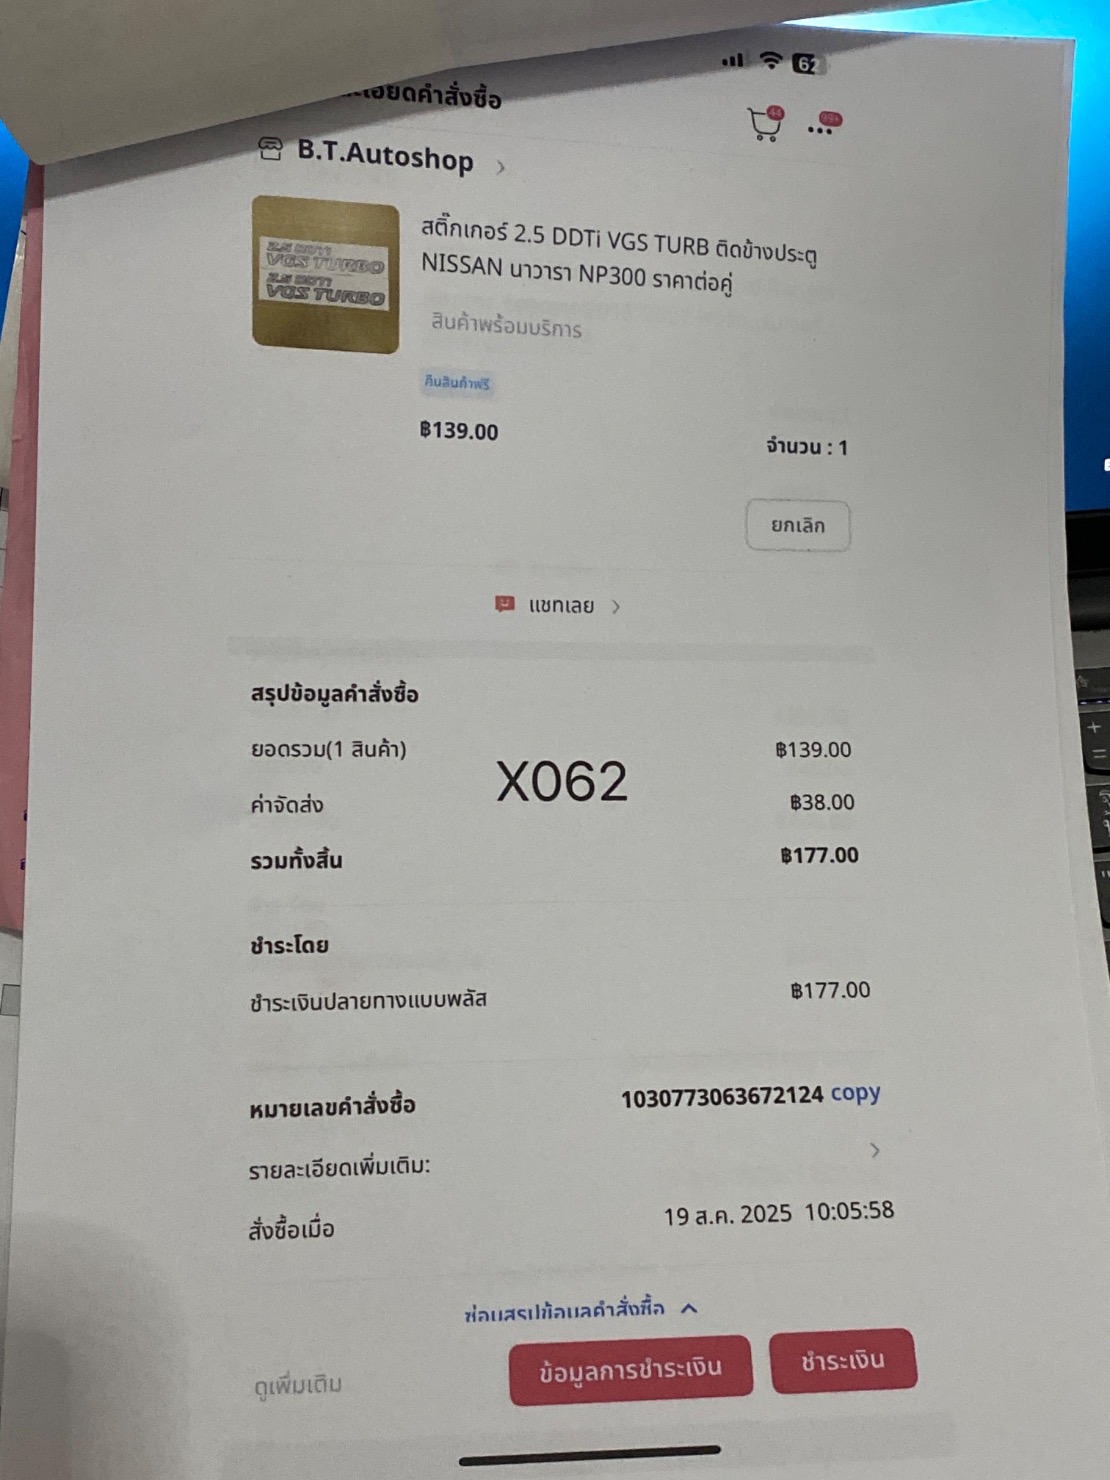 62
เอียดคำสั่งซื้อ
44
99+
B.T.Autoshop
2.5 DDTi
VGS TURBO
2.5 DDTi
VGS TURBO
สติ๊กเกอร์ 2.5 DDTi VGS TURB ติดข้างประตู
NISSAN นาวารา NP300 ราคาต่อคู่
สินค้าพร้อมบริการ
คืนสินค้าฟรี
฿139.00
จำนวน : 1
ยกเลิก
แชทเลย
สรุปข้อมูลคำสั่งซื้อ
ยอดรวม(1 สินค้า) ฿139.00
X062
ค่าจัดส่ง ฿38.00
รวมทั้งสิ้น ฿177.00
ชำระโดย
ชำระเงินปลายทางแบบพลัส ฿177.00
หมายเลขคำสั่งซื้อ 1030773063672124 copy
รายละเอียดเพิ่มเติม:
สั่งซื้อเมื่อ 19 ส.ค. 2025 10:05:58
ซ่อนสรุปข้อมูลคำสั่งซื้อ
ดูเพิ่มเติม ข้อมูลการชำระเงิน ชำระเงิน